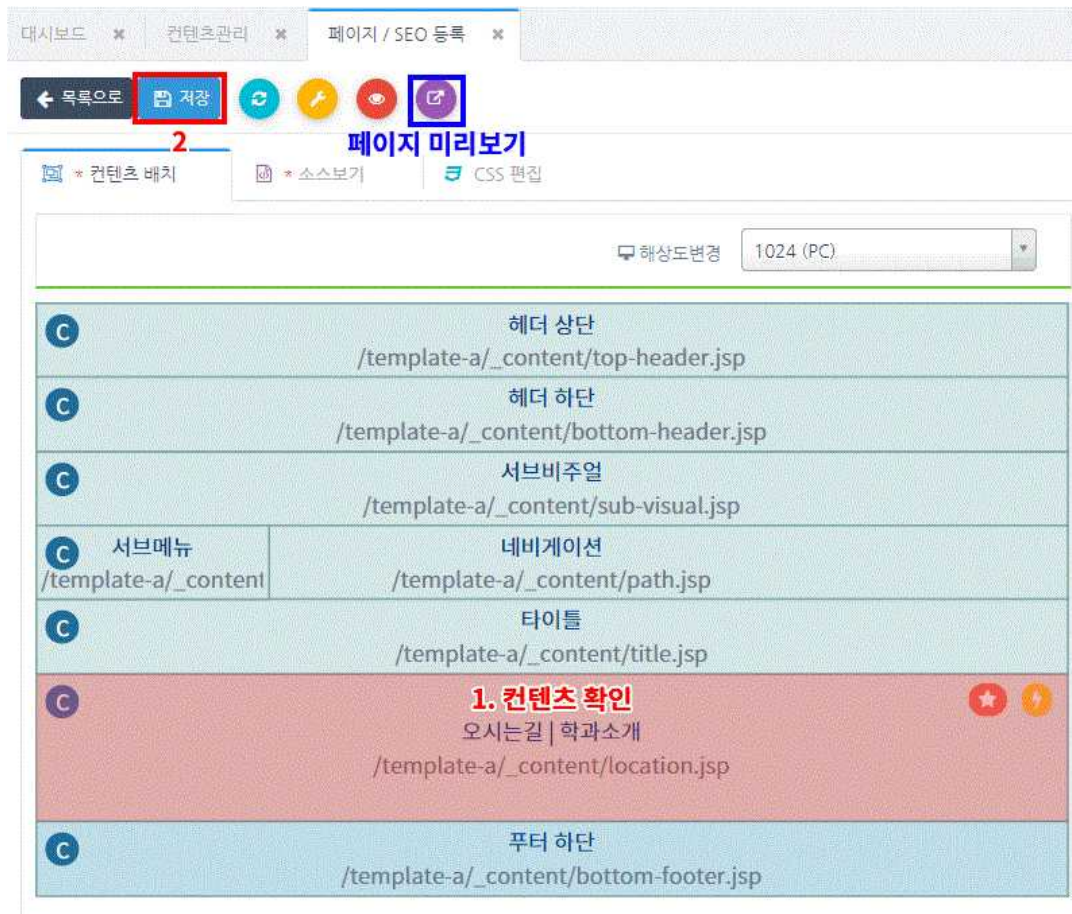 대시보드 ✖ 컨텐츠관리 ✖ 페이지 / SEO 등록 ✖
목록으로 저장
2 페이지 미리보기
* 컨텐츠 배치 * 소스보기 CSS 편집
해상도변경 1024 (PC)
C 헤더 상단
/template-a/_content/top-header.jsp
C 헤더 하단
/template-a/_content/bottom-header.jsp
C 서브비주얼
/template-a/_content/sub-visual.jsp
C 서브메뉴 네비게이션
/template-a/_content /template-a/_content/path.jsp
C 타이틀
/template-a/_content/title.jsp
C 1. 컨텐츠 확인
오시는길 | 학과소개
/template-a/_content/location.jsp
C 푸터 하단
/template-a/_content/bottom-footer.jsp